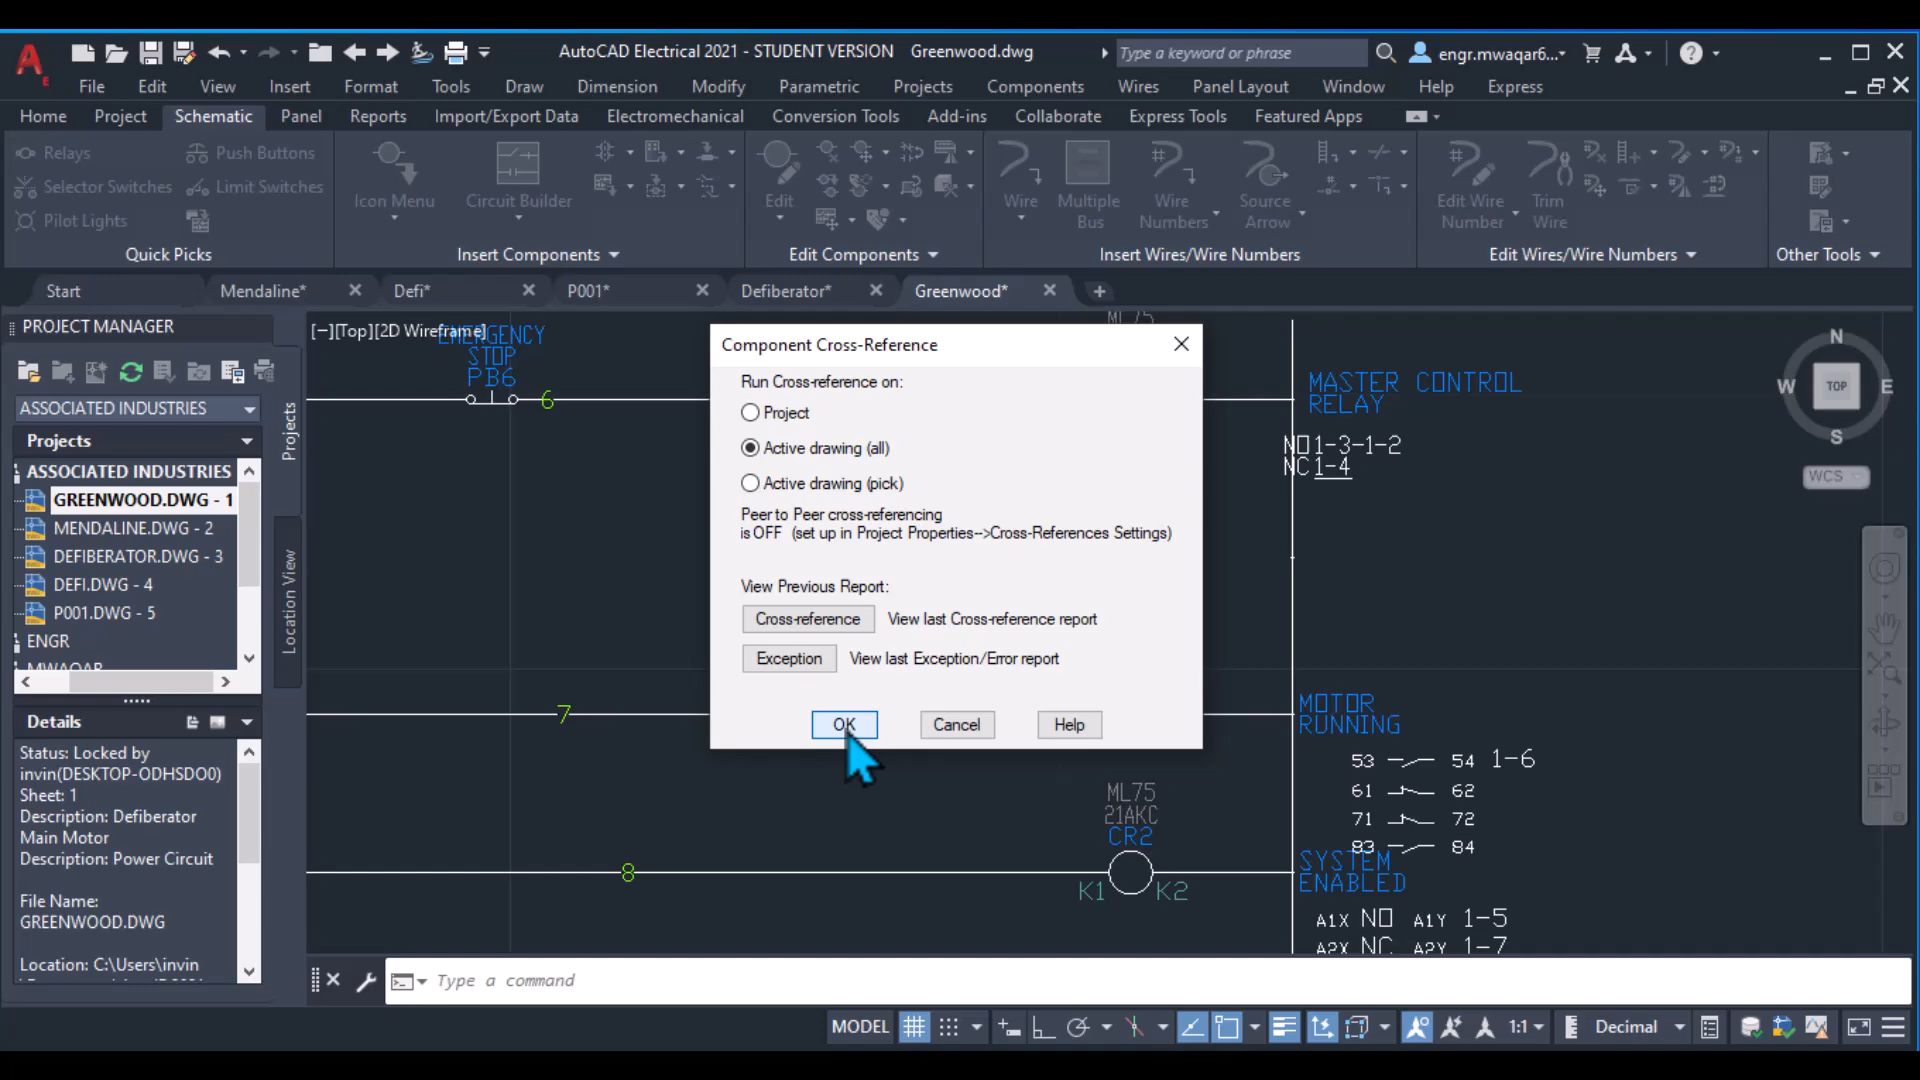 AutoCAD Electrical 2021 - STUDENT VERSION Greenwood.dwg
Type a keyword or phrase
engr.mwaqar6...
File Edit View Insert Format Tools Draw Dimension Modify Parametric Projects Components Wires Panel Layout Window Help Express
Home Project Schematic Panel Reports Import/Export Data Electromechanical Conversion Tools Add-ins Collaborate Express Tools Featured Apps
Relays Push Buttons
Selector Switches Limit Switches
Pilot Lights
Icon Menu
Circuit Builder
Edit
Wire
Multiple
Bus
Wire
Numbers
Source
Arrow
Edit Wire
Number
Trim
Wire
Quick Picks Insert Components Edit Components Insert Wires/Wire Numbers Edit Wires/Wire Numbers Other Tools
Start Mendaline* Defi* P001* Defiberator* Greenwood*
PROJECT MANAGER
ASSOCIATED INDUSTRIES
Projects
ASSOCIATED INDUSTRIES
GREENWOOD.DWG - 1
MENDALINE.DWG - 2
DEFIBERATOR.DWG - 3
DEFI.DWG - 4
P001.DWG - 5
ENGR
MWAQAR
Projects
Location View
Details
Status: Locked by
invin(DESKTOP-ODHSDO0)
Sheet: 1
Description: Defiberator
Main Motor
Description: Power Circuit
File Name:
GREENWOOD.DWG
Location: C:\Users\invin
[−][Top][2D Wireframe]
EMERGENCY
STOP
PB6
6
7
8
ML75
Component Cross-Reference
Run Cross-reference on:
Project
Active drawing (all)
Active drawing (pick)
Peer to Peer cross-referencing
is OFF (set up in Project Properties-->Cross-References Settings)
View Previous Report:
Cross-reference View last Cross-reference report
Exception View last Exception/Error report
OK Cancel Help
MASTER CONTROL
RELAY
NO 1-3-1-2
NC 1-4
MOTOR
RUNNING
53 54 1-6
61 62
71 72
83 84
SYSTEM
ENABLED
A1X NO A1Y 1-5
A2X NC A2Y 1-7
ML75
21AKC
CR2
K1 K2
N
W TOP E
S
WCS
Type a command
MODEL 1:1 Decimal